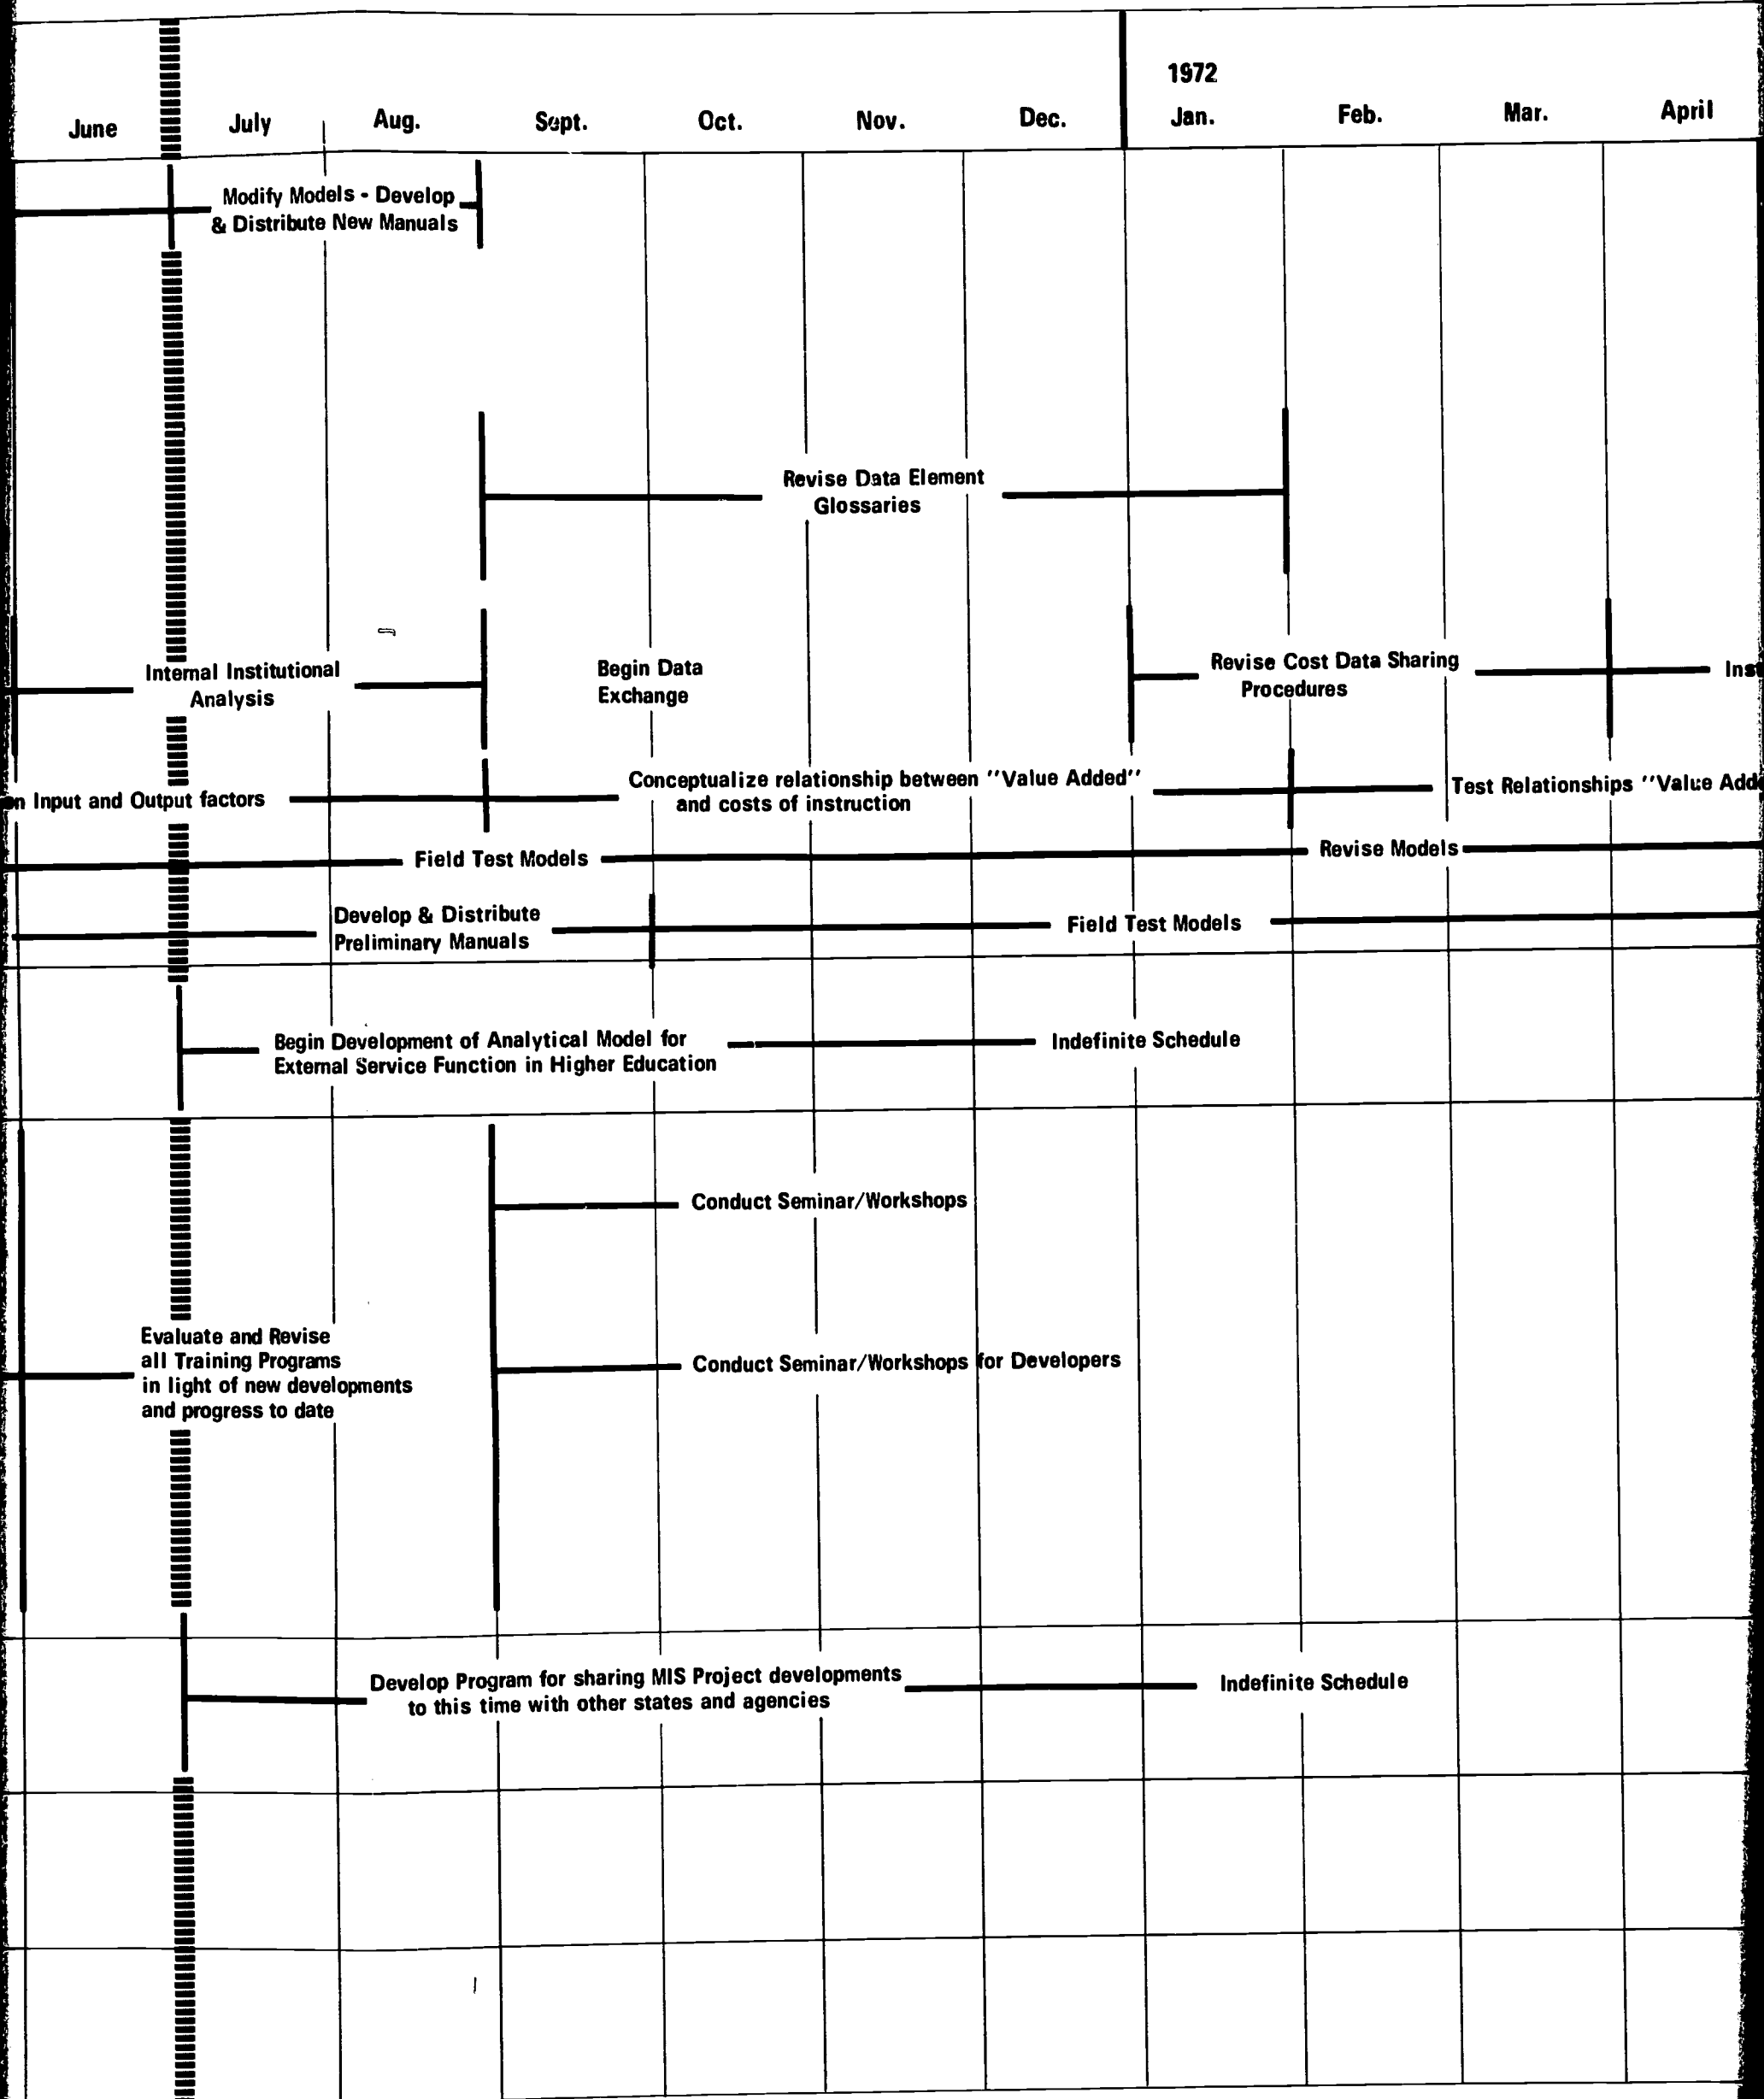 1972
June July Aug. Sept. Oct. Nov. Dec. Jan. Feb. Mar. April
Modify Models - Develop
& Distribute New Manuals
Revise Data Element
Glossaries
Internal Institutional
Analysis
Begin Data
Exchange
Revise Cost Data Sharing
Procedures
Inst
n Input and Output factors
Conceptualize relationship between "Value Added"
and costs of instruction
Test Relationships "Value Adde
Field Test Models
Revise Models
Develop & Distribute
Preliminary Manuals
Field Test Models
Begin Development of Analytical Model for
External Service Function in Higher Education
Indefinite Schedule
Conduct Seminar/Workshops
Evaluate and Revise
all Training Programs
in light of new developments
and progress to date
Conduct Seminar/Workshops for Developers
Develop Program for sharing MIS Project developments
to this time with other states and agencies
Indefinite Schedule